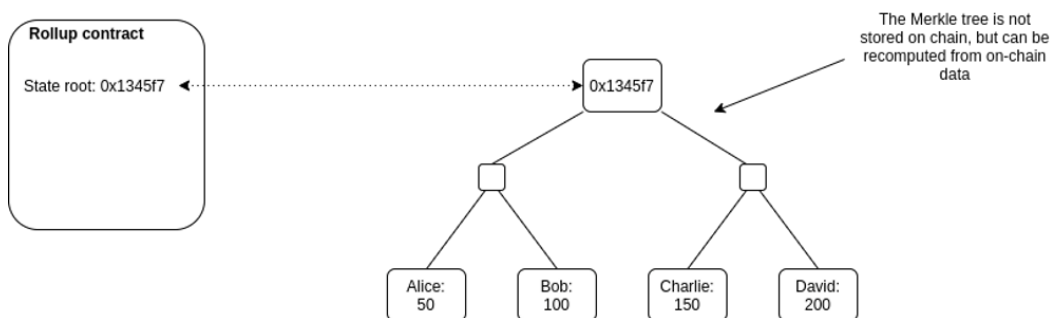 Rollup contract
State root: 0x1345f7
0x1345f7
The Merkle tree is not
stored on chain, but can be
recomputed from on-chain
data
Alice:
50
Bob:
100
Charlie:
150
David:
200